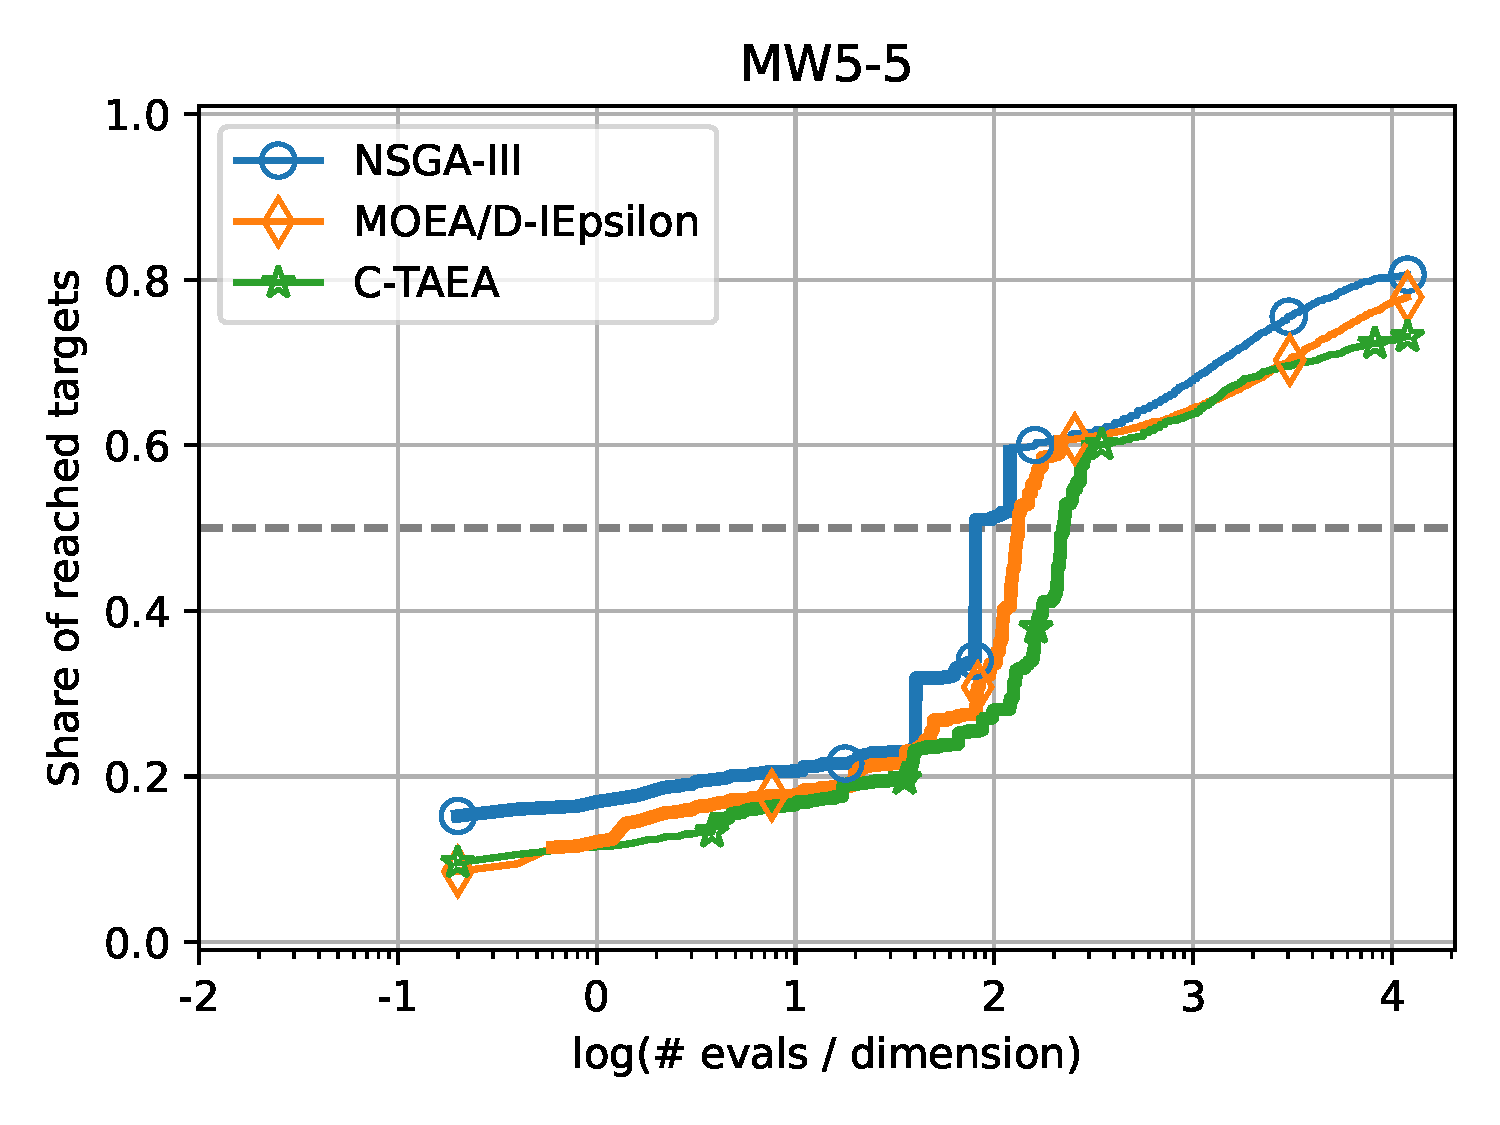 MW5-5
1.0
0.8
0.6
0.4
0.2
0.0
Share of reached targets
NSGA-III
MOEA/D-IEpsilon
C-TAEA
-2 -1 0 1 2 3 4
log(# evals / dimension)